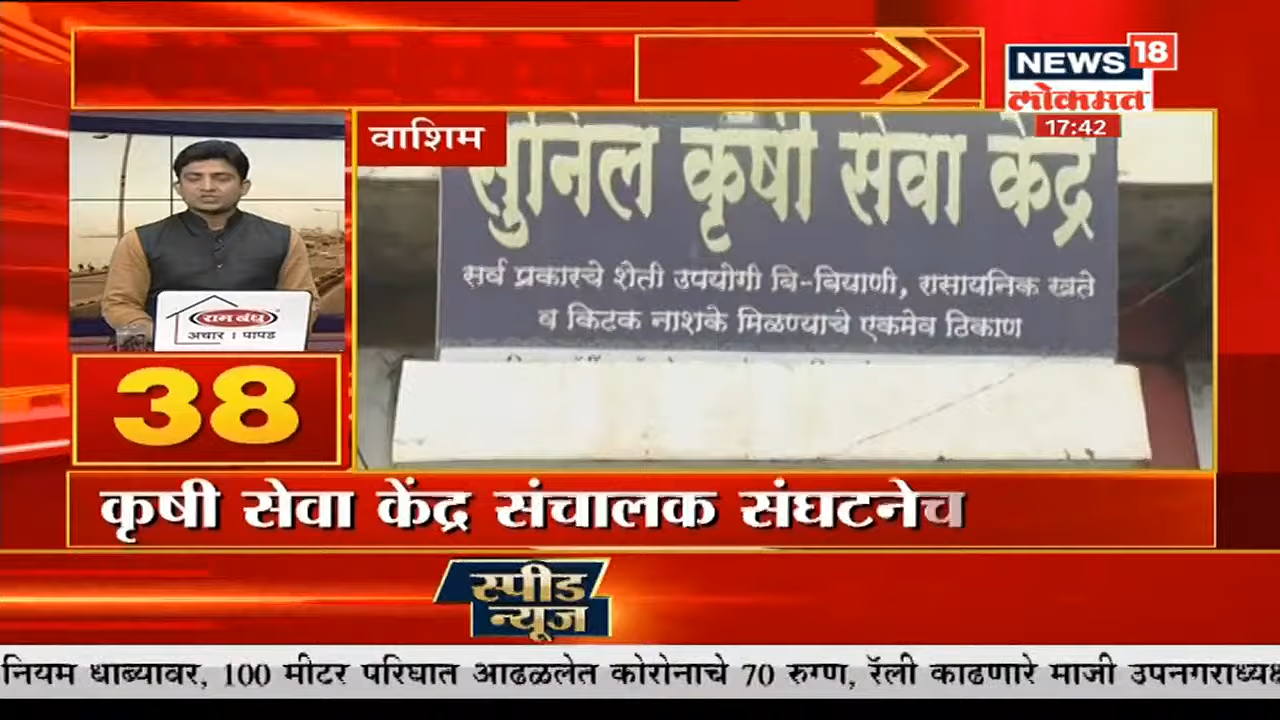 NEWS 18
लोकमत
17:42
वाशिम
सुनिल कृषी सेवा केंद्र
सर्व प्रकारचे शेती उपयोगी बि-बियाणी, रासायनिक खते
व किटक नाशके मिळण्याचे एकमेव ठिकाण
राम बंधु
अचार । पापड
38
कृषी सेवा केंद्र संचालक संघटनेच
स्पीड
न्यूज
नियम धाब्यावर, 100 मीटर परिघात आढळलेत कोरोनाचे 70 रुग्ण, रॅली काढणारे माजी उपनगराध्यक्ष